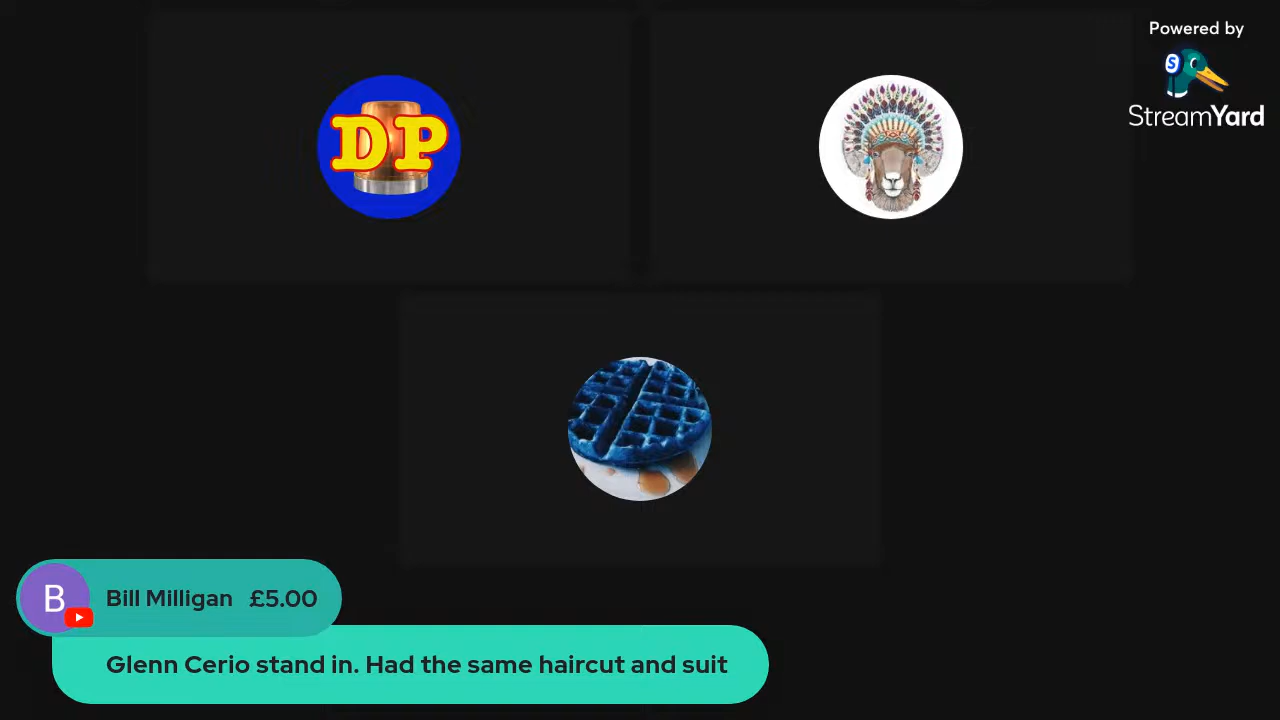 Powered by
S
StreamYard
DP
B
Bill Milligan £5.00
Glenn Cerio stand in. Had the same haircut and suit